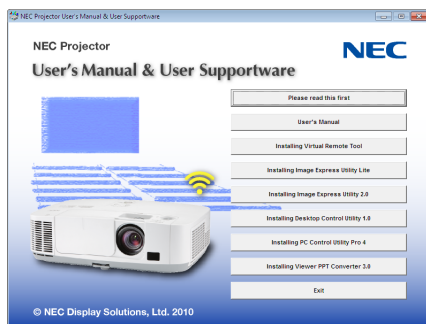 NEC Projector User's Manual & User Supportware
NEC Projector
NEC
User's Manual & User Supportware
Please read this first
User's Manual
Installing Virtual Remote Tool
Installing Image Express Utility Lite
Installing Image Express Utility 2.0
Installing Desktop Control Utility 1.0
Installing PC Control Utility Pro 4
Installing Viewer PPT Converter 3.0
Exit
© NEC Display Solutions, Ltd. 2010